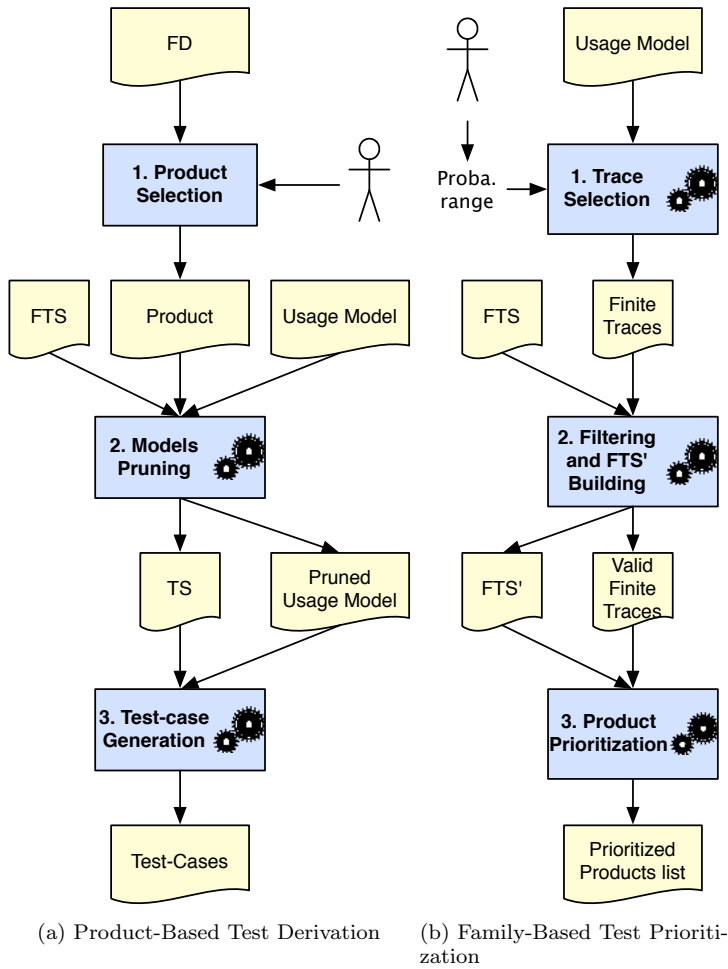 FD
1. Product
Selection
FTS
Product
Usage Model
2. Models
Pruning
TS
Pruned
Usage Model
3. Test-case
Generation
Test-Cases
(a) Product-Based Test Derivation
Usage Model
Proba.
range
1. Trace
Selection
FTS
Finite
Traces
2. Filtering
and FTS'
Building
FTS'
Valid
Finite
Traces
3. Product
Prioritization
Prioritized
Products list
(b) Family-Based Test Prioriti-
zation